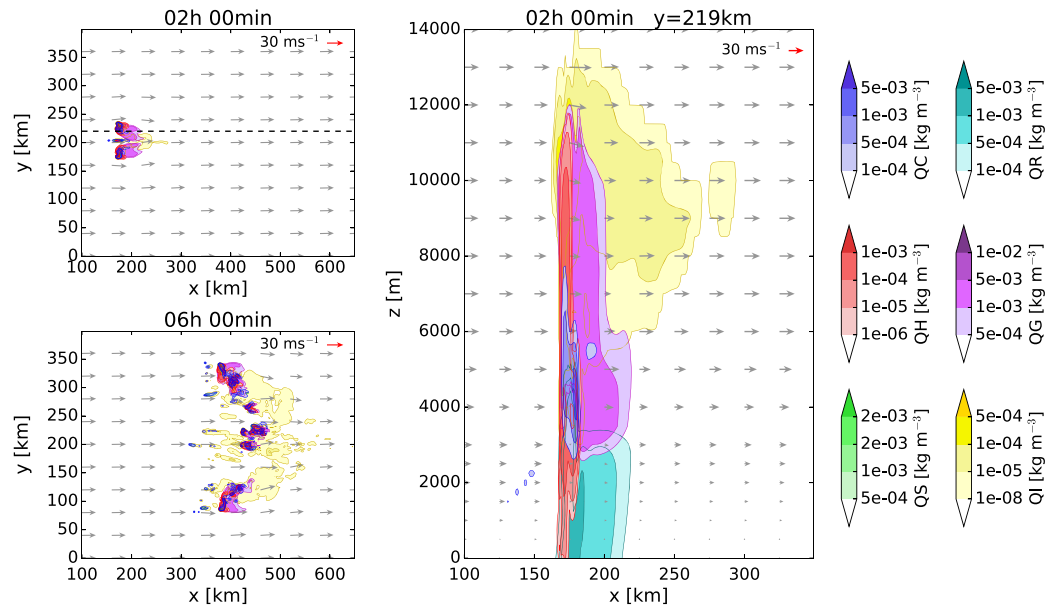 02h 00min
30 ms⁻¹
y [km]
350
300
250
200
150
100
50
0
100 200 300 400 500 600
x [km]
06h 00min
30 ms⁻¹
y [km]
350
300
250
200
150
100
50
0
100 200 300 400 500 600
x [km]
02h 00min y=219km
30 ms⁻¹
z [m]
14000
12000
10000
8000
6000
4000
2000
0
100 150 200 250 300
x [km]
5e-03
1e-03
5e-04
1e-04
QC [kg m⁻³]
5e-03
1e-03
5e-04
1e-04
QR [kg m⁻³]
1e-03
1e-04
1e-05
1e-06
QH [kg m⁻³]
1e-02
5e-03
1e-03
5e-04
QG [kg m⁻³]
2e-03
2e-03
1e-03
5e-04
QS [kg m⁻³]
5e-04
1e-04
1e-05
1e-08
QI [kg m⁻³]